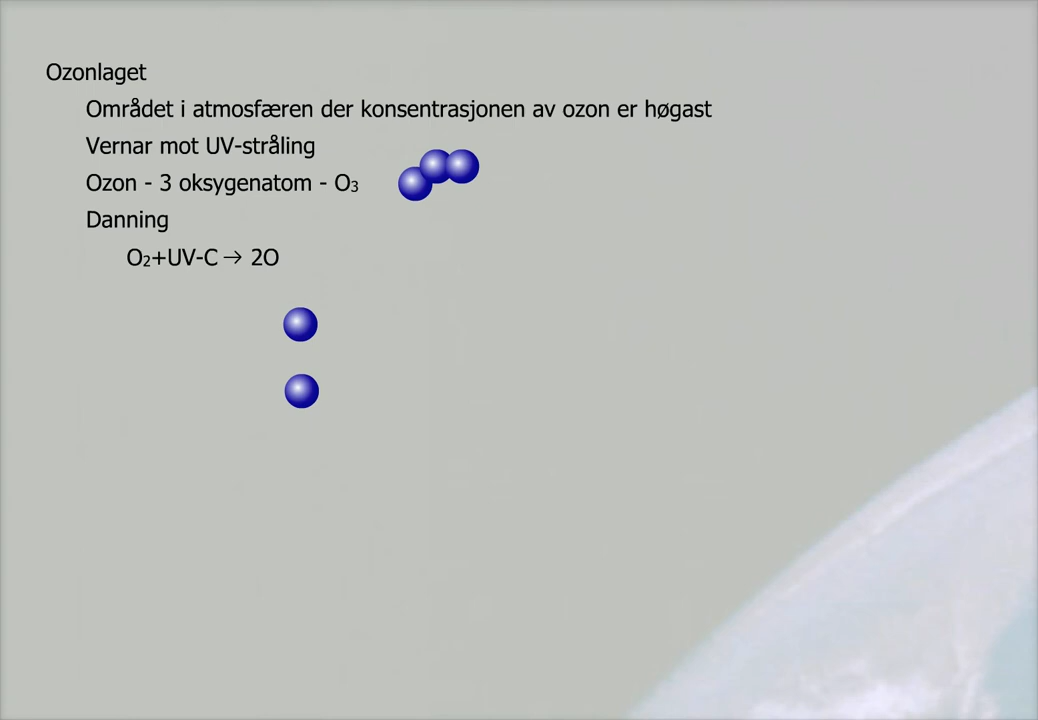 Ozonlaget
Området i atmosfæren der konsentrasjonen av ozon er høgast
Vernar mot UV-stråling
Ozon - 3 oksygenatom - O₃
Danning
O₂+UV-C → 2O